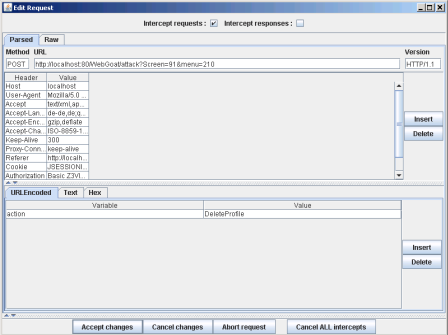 Edit Request
Intercept requests : Intercept responses :
Parsed Raw
Method URL Version
POST http://localhost:80/WebGoat/attack?Screen=91&menu=210 HTTP/1.1
Header Value
Host localhost
User-Agent Mozilla/5.0 ...
Accept text/xml,ap...
Accept-Lan... de-de,de;q...
Accept-Enc... gzip,deflate
Accept-Cha... ISO-8859-1...
Keep-Alive 300
Proxy-Conn... keep-alive
Referer http://localh...
Cookie JSESSIONI...
Authorization Basic Z3Vl...
Insert
Delete
URLEncoded Text Hex
Variable Value
action DeleteProfile
Insert
Delete
Accept changes Cancel changes Abort request Cancel ALL intercepts